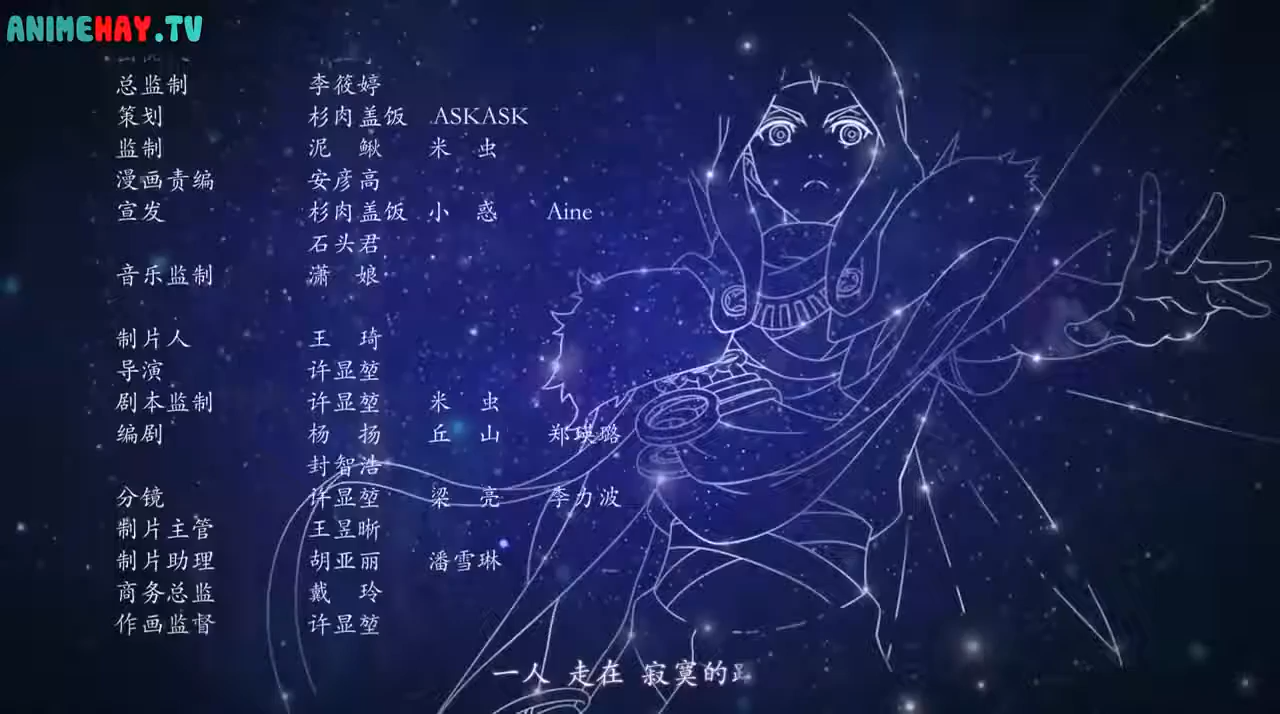 ANIMEHAY.TV
总监制 李筱婷
策划 杉肉盖饭 ASKASK
监制 泥 鳅 米 虫
漫画责编 安彦高
宣发 杉肉盖饭 小 惑 Aine
石头君
音乐监制 潇 娘
制片人 王 琦
导演 许显堃
剧本监制 许显堃 米 虫
编剧 杨 扬 丘 山 郑瑛璐
封智浩
分镜 许显堃 梁 亮 李力波
制片主管 王昱晰
制片助理 胡亚丽 潘雪琳
商务总监 戴 玲
作画监督 许显堃
一人 走在 寂寞的